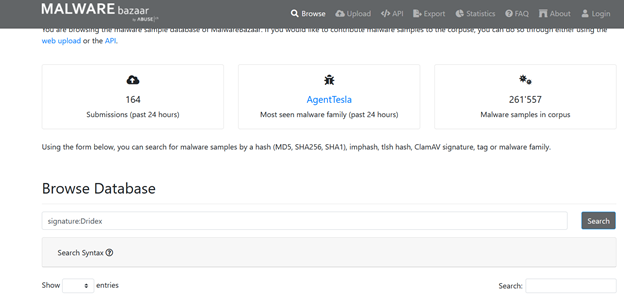 MALWARE bazaar
by ABUSE
Browse Upload API Export Statistics FAQ About Login
You are browsing the malware sample database of MalwareBazaar. If you would like to contribute malware samples to the corpuse, you can do so through either using the
web upload or the API.
164
Submissions (past 24 hours)
AgentTesla
Most seen malware family (past 24 hours)
261'557
Malware samples in corpus
Using the form below, you can search for malware samples by a hash (MD5, SHA256, SHA1), imphash, tlsh hash, ClamAV signature, tag or malware family.
Browse Database
signature:Dridex Search
Search Syntax
Show entries Search: